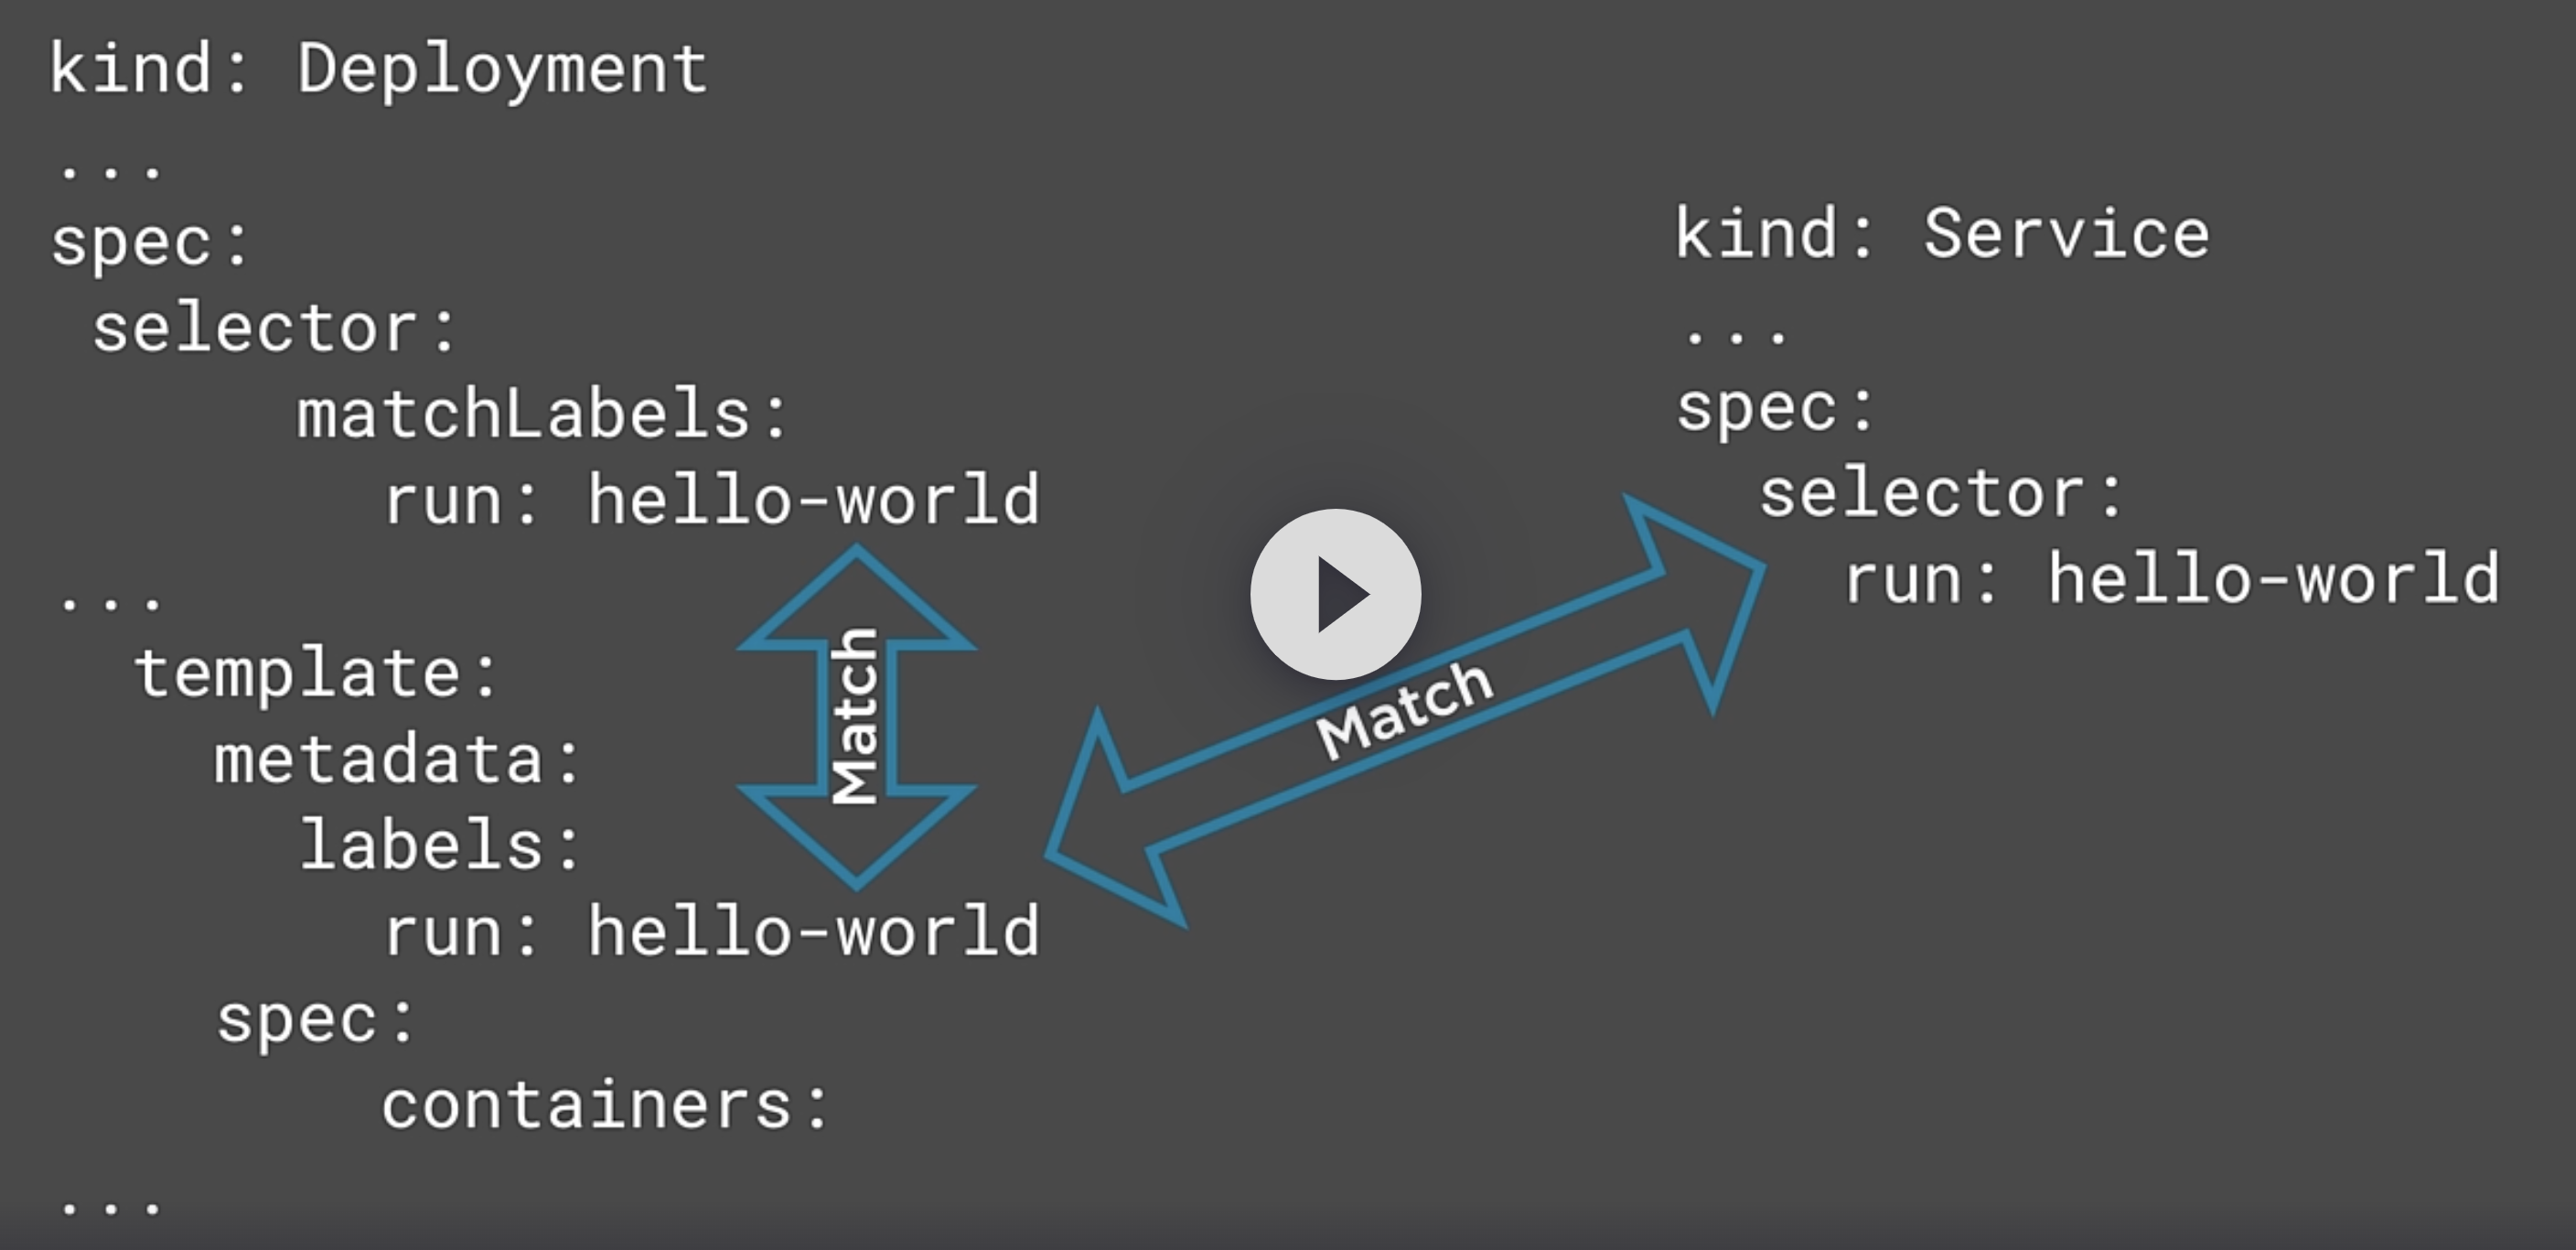 kind: Deployment
...
spec:
 selector:
      matchLabels:
        run: hello-world
...
  template:
    metadata:
      labels:
        run: hello-world
    spec:
        containers:
...
Match
Match
kind: Service
...
spec:
  selector:
    run: hello-world